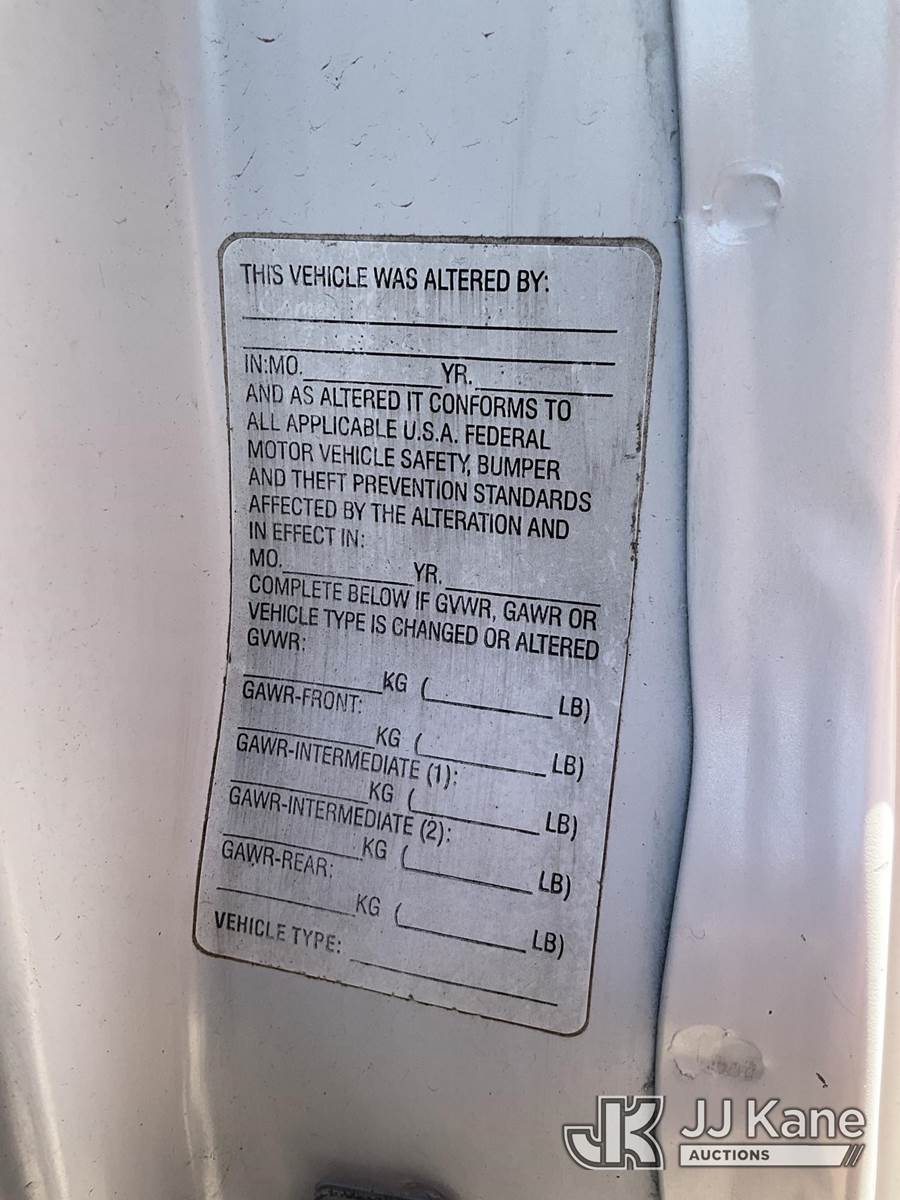 THIS VEHICLE WAS ALTERED BY:
IN:MO. YR.
AND AS ALTERED IT CONFORMS TO
ALL APPLICABLE U.S.A. FEDERAL
MOTOR VEHICLE SAFETY, BUMPER
AND THEFT PREVENTION STANDARDS
AFFECTED BY THE ALTERATION AND
IN EFFECT IN:
MO. YR.
COMPLETE BELOW IF GVWR, GAWR OR
VEHICLE TYPE IS CHANGED OR ALTERED
GVWR:
KG ( LB)
GAWR-FRONT:
KG ( LB)
GAWR-INTERMEDIATE (1):
KG ( LB)
GAWR-INTERMEDIATE (2):
KG ( LB)
GAWR-REAR:
KG ( LB)
VEHICLE TYPE:
JK JJ Kane
AUCTIONS